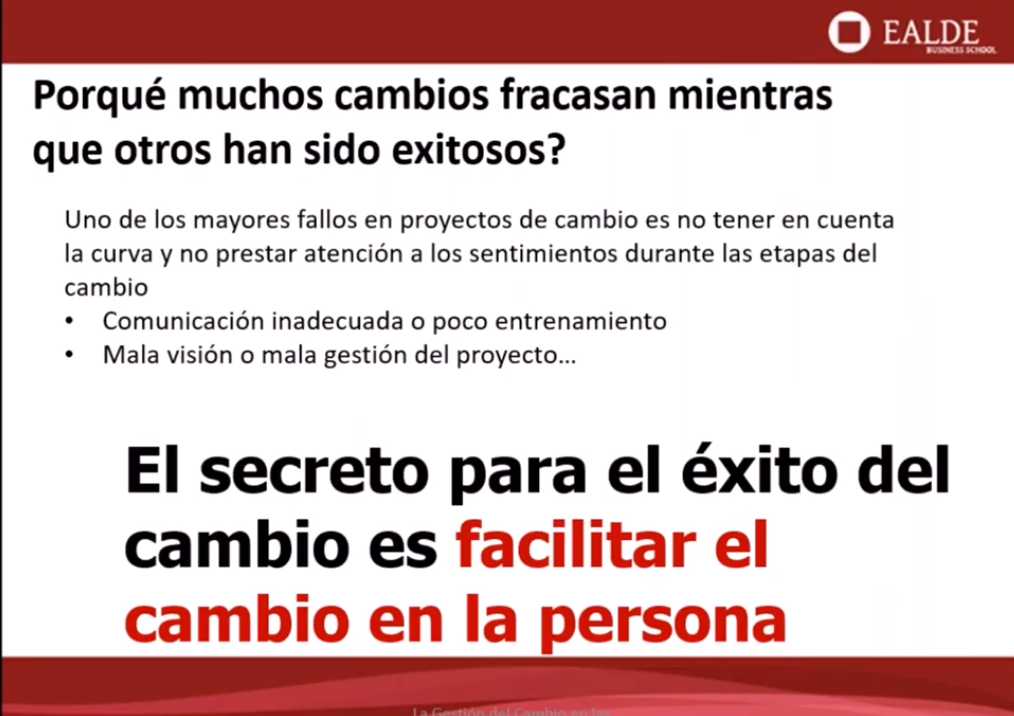 EALDE
BUSINESS SCHOOL
Porqué muchos cambios fracasan mientras
que otros han sido exitosos?
Uno de los mayores fallos en proyectos de cambio es no tener en cuenta
la curva y no prestar atención a los sentimientos durante las etapas del
cambio
• Comunicación inadecuada o poco entrenamiento
• Mala visión o mala gestión del proyecto...
El secreto para el éxito del
cambio es facilitar el
cambio en la persona
La Gestión del Cambio en las